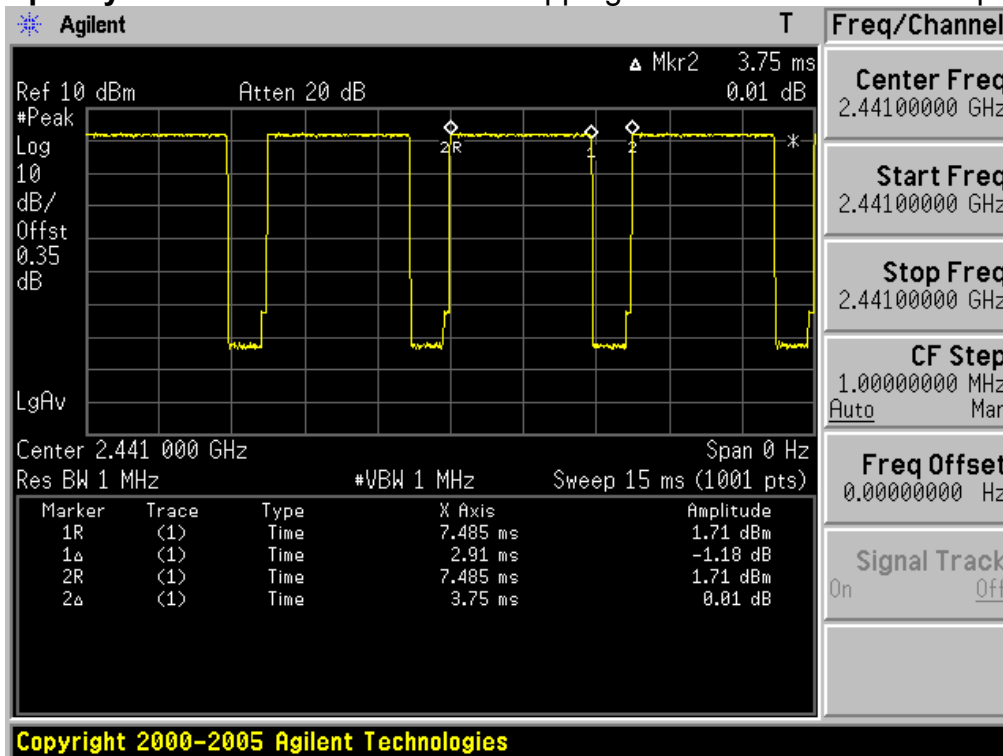 Agilent T
Freq/Channel
Δ Mkr2 3.75 ms
Ref 10 dBm Atten 20 dB 0.01 dB
#Peak
Log
10
dB/
Offst
0.35
dB
LgAv
2R 1 2
*
Center 2.441 000 GHz Span 0 Hz
Res BW 1 MHz #VBW 1 MHz Sweep 15 ms (1001 pts)
Marker Trace Type X Axis Amplitude
1R (1) Time 7.485 ms 1.71 dBm
1Δ (1) Time 2.91 ms -1.18 dB
2R (1) Time 7.485 ms 1.71 dBm
2Δ (1) Time 3.75 ms 0.01 dB
Center Freq
2.44100000 GHz
Start Freq
2.44100000 GHz
Stop Freq
2.44100000 GHz
CF Step
1.00000000 MHz
Auto Man
Freq Offset
0.00000000 Hz
Signal Track
On Off
Copyright 2000-2005 Agilent Technologies